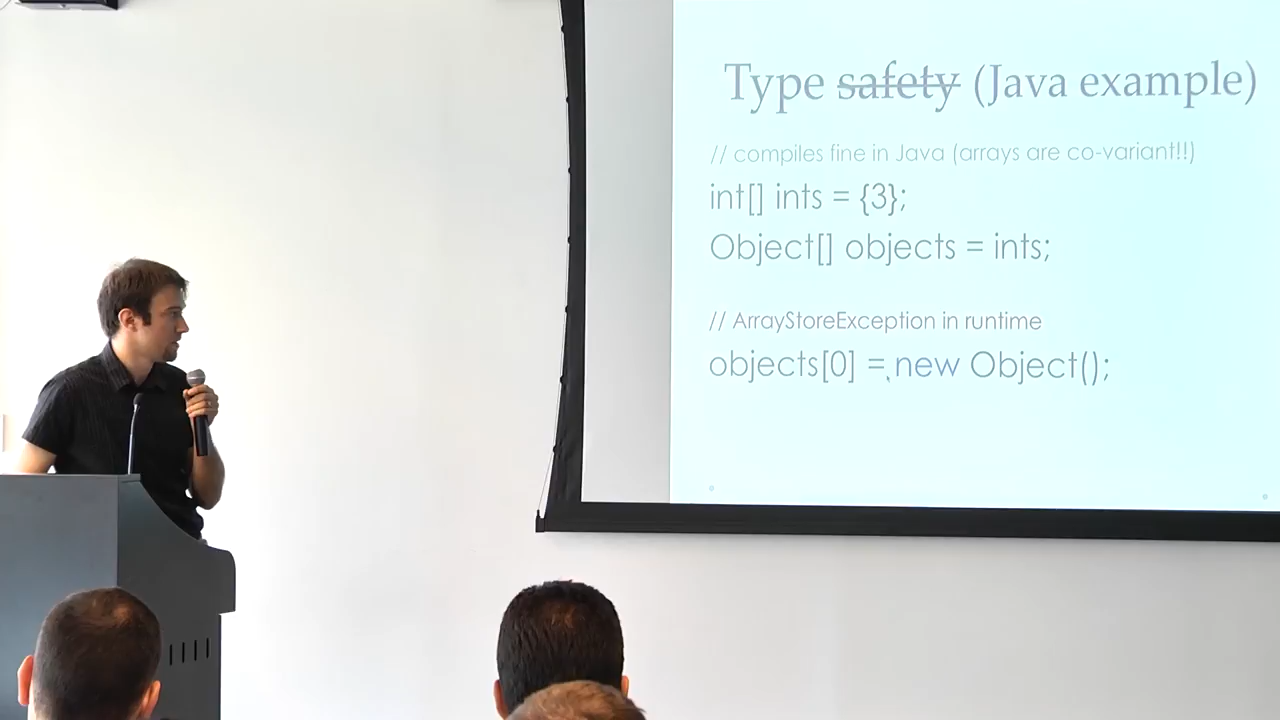 Type safety (Java example)
// compiles fine in Java (arrays are co-variant!!)
int[] ints = {3};
Object[] objects = ints;
// ArrayStoreException in runtime
objects[0] = new Object();